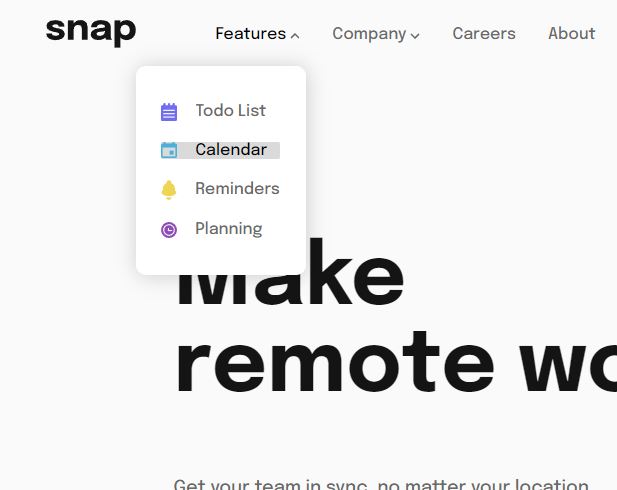 snap
Features
Company
Careers
About
Todo List
Calendar
Reminders
Planning
Make
remote
Get your team in sync, no matter your location